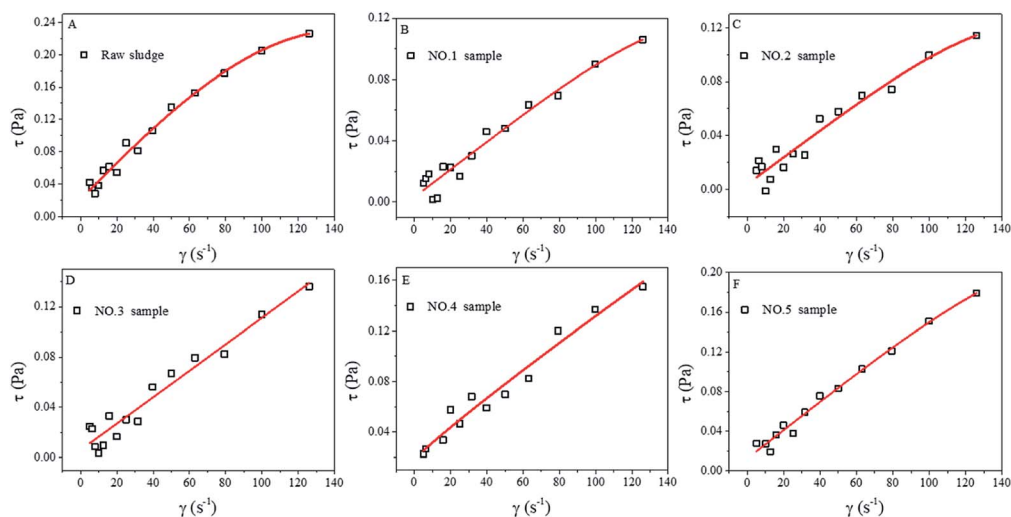 A
Raw sludge
0.24
0.20
0.16
0.12
0.08
0.04
0.00
τ (Pa)
0 20 40 60 80 100 120 140
γ (s⁻¹)
B
NO.1 sample
0.12
0.08
0.04
0.00
τ (Pa)
0 20 40 60 80 100 120 140
γ (s⁻¹)
C
NO.2 sample
0.12
0.08
0.04
0.00
τ (Pa)
0 20 40 60 80 100 120 140
γ (s⁻¹)
D
NO.3 sample
0.12
0.08
0.04
0.00
τ (Pa)
0 20 40 60 80 100 120 140
γ (s⁻¹)
E
NO.4 sample
0.16
0.12
0.08
0.04
τ (Pa)
0 20 40 60 80 100 120 140
γ (s⁻¹)
F
NO.5 sample
0.20
0.16
0.12
0.08
0.04
0.00
τ (Pa)
0 20 40 60 80 100 120 140
γ (s⁻¹)